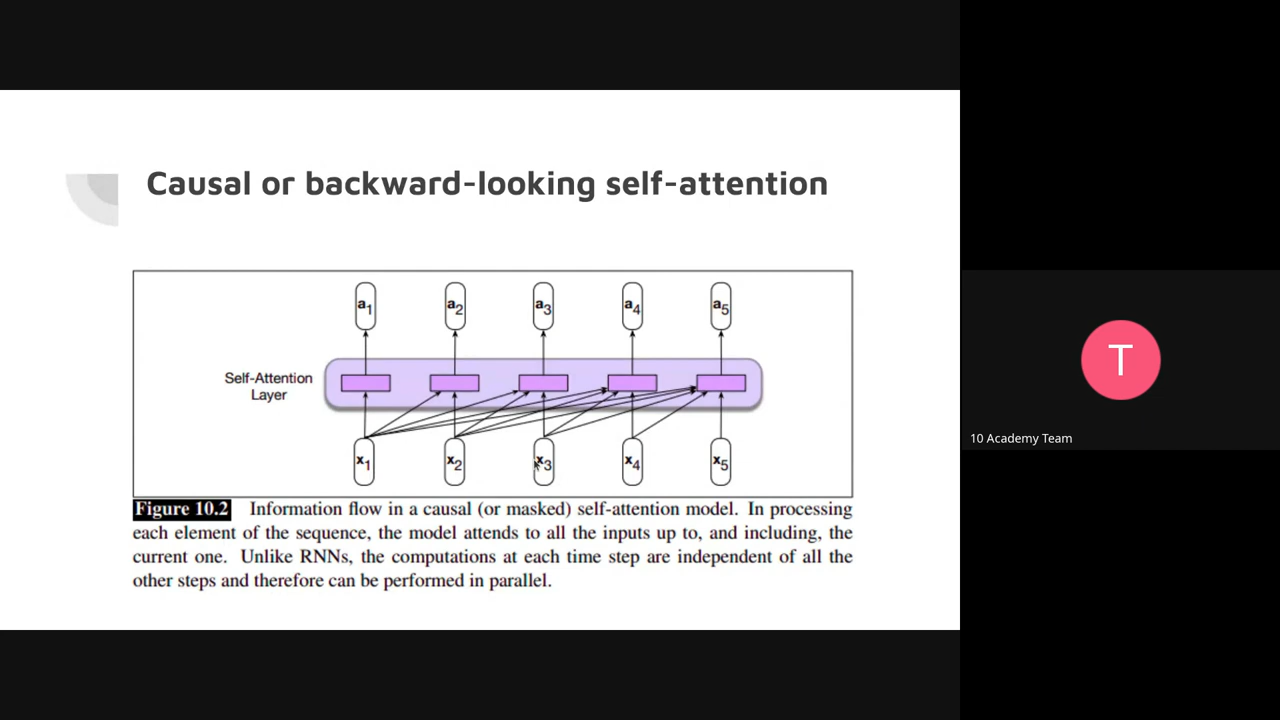 Causal or backward-looking self-attention
a1 a2 a3 a4 a5
Self-Attention
Layer
x1 x2 x3 x4 x5
Figure 10.2 Information flow in a causal (or masked) self-attention model. In processing
each element of the sequence, the model attends to all the inputs up to, and including, the
current one. Unlike RNNs, the computations at each time step are independent of all the
other steps and therefore can be performed in parallel.
T
10 Academy Team